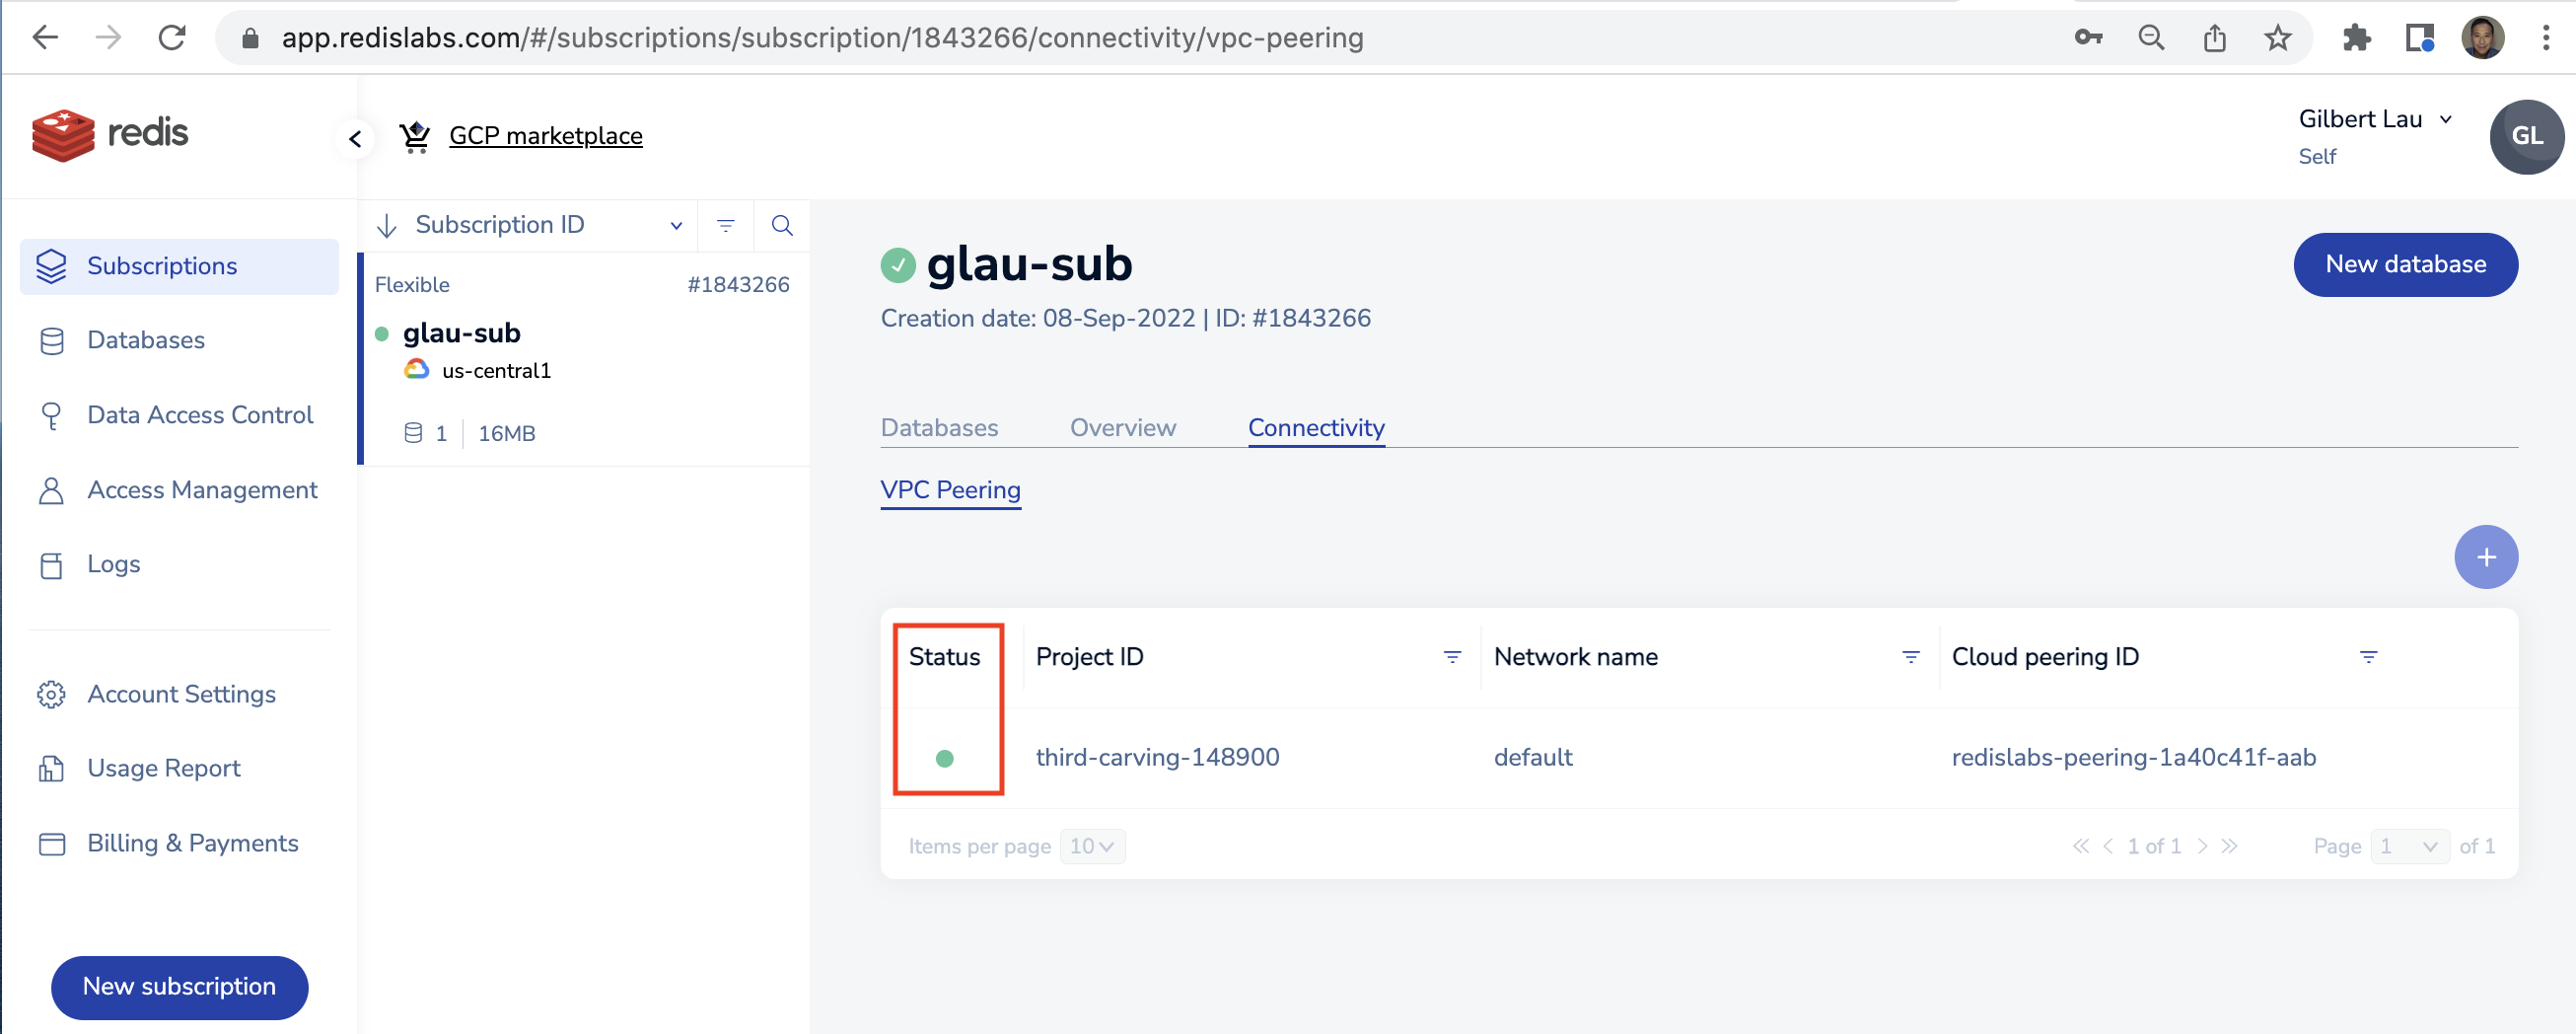 app.redislabs.com/#/subscriptions/subscription/1843266/connectivity/vpc-peering
redis
GCP marketplace
Gilbert Lau
Self
GL
Subscriptions
Databases
Data Access Control
Access Management
Logs
Account Settings
Usage Report
Billing & Payments
New subscription
Subscription ID
Flexible #1843266
glau-sub
us-central1
1 16MB
glau-sub
Creation date: 08-Sep-2022 | ID: #1843266
New database
Databases Overview Connectivity
VPC Peering
+
Status Project ID Network name Cloud peering ID
third-carving-148900 default redislabs-peering-1a40c41f-aab
Items per page 10 1 of 1 Page 1 of 1